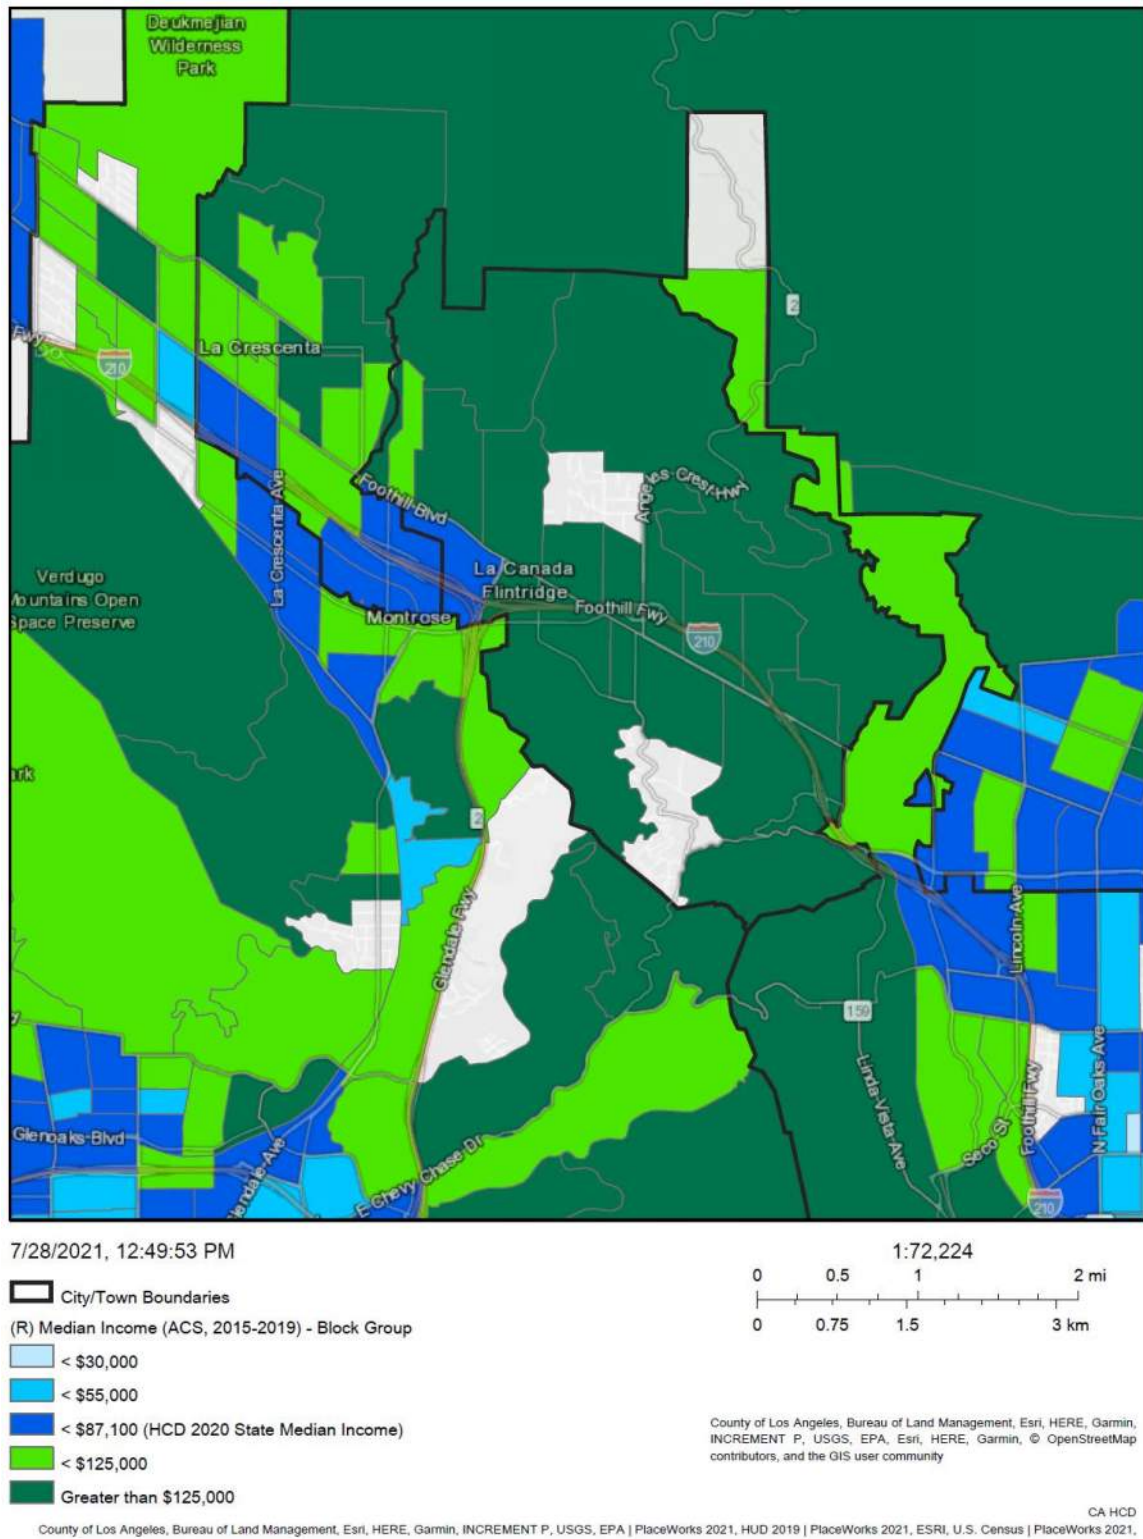 Deukmejian
Wilderness
Park
2
Fwy
La Crescenta
210
Foothill Blvd
Angeles Crest Hwy
La Crescenta Ave
La Canada
Flintridge
Verdugo
Mountains Open
Space Preserve
Montrose
Foothill Fwy
210
ark
2
Glendale Fwy
Lincoln Ave
159
Linda Vista Ave
Foothill Fwy
N Fair Oaks Ave
Seco St
Glenoaks Blvd
Glendale Ave
E Chevy Chase Dr
210
7/28/2021, 12:49:53 PM
1:72,224
0 0.5 1 2 mi
0 0.75 1.5 3 km
City/Town Boundaries
(R) Median Income (ACS, 2015-2019) - Block Group
< $30,000
< $55,000
< $87,100 (HCD 2020 State Median Income)
< $125,000
Greater than $125,000
County of Los Angeles, Bureau of Land Management, Esri, HERE, Garmin,
INCREMENT P, USGS, EPA, Esri, HERE, Garmin, © OpenStreetMap
contributors, and the GIS user community
CA HCD
County of Los Angeles, Bureau of Land Management, Esri, HERE, Garmin, INCREMENT P, USGS, EPA | PlaceWorks 2021, HUD 2019 | PlaceWorks 2021, ESRI, U.S. Census | PlaceWorks 2021,